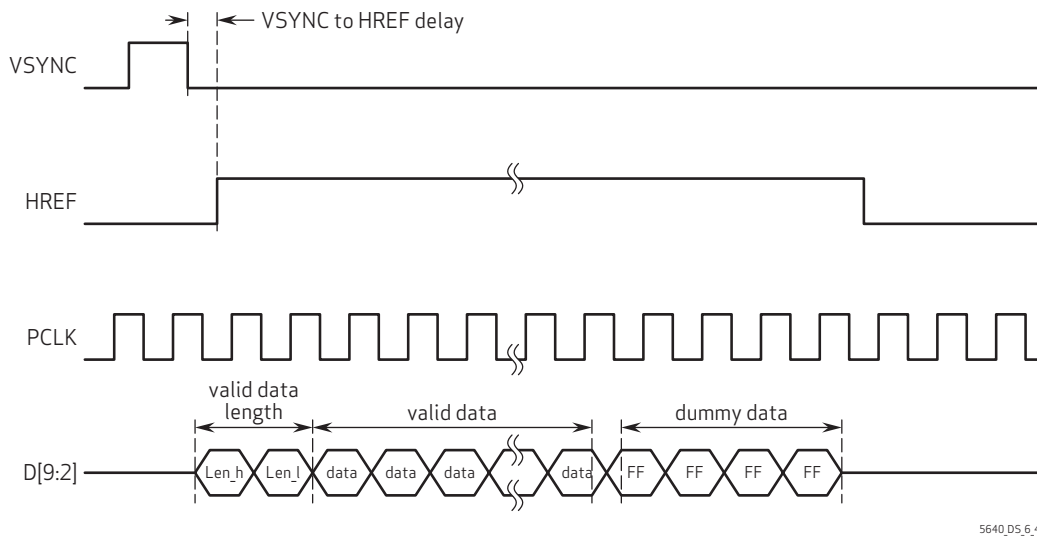 VSYNC to HREF delay
VSYNC
HREF
PCLK
valid data
length
valid data
dummy data
D[9:2]
Len_h Len_l data data data data FF FF FF FF